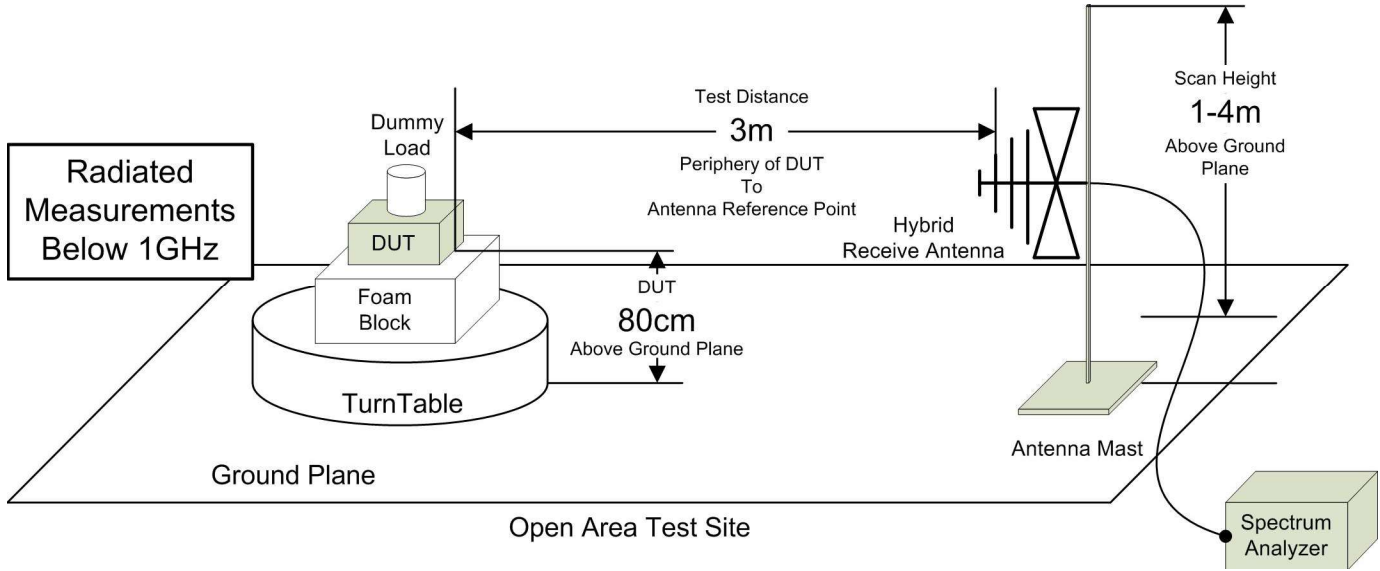 Radiated
Measurements
Below 1GHz
Dummy
Load
DUT
Foam
Block
TurnTable
Ground Plane
Test Distance
3m
Periphery of DUT
To
Antenna Reference Point
DUT
80cm
Above Ground Plane
Hybrid
Receive Antenna
Scan Height
1-4m
Above Ground
Plane
Antenna Mast
Open Area Test Site
Spectrum
Analyzer